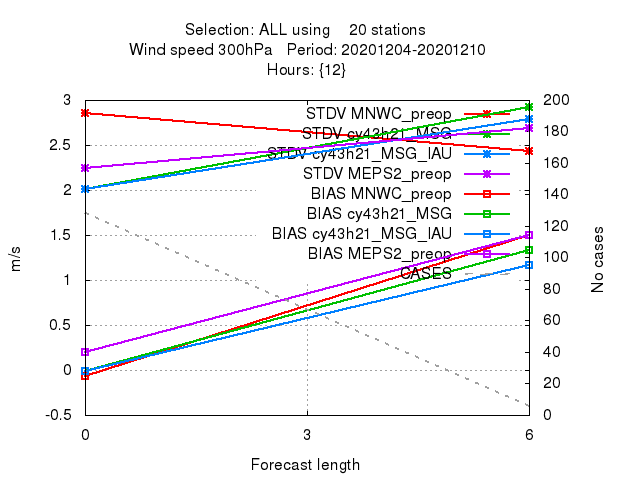 Selection: ALL using 20 stations
Wind speed 300hPa Period: 20201204-20201210
Hours: {12}
3
2.5
2
1.5
1
0.5
0
-0.5
m/s
STDV MNWC_preop
STDV cy43h21_MSG
STDV cy43h21_MSG_IAU
STDV MEPS2_preop
BIAS MNWC_preop
BIAS cy43h21_MSG
BIAS cy43h21_MSG_IAU
BIAS MEPS2_preop
CASES
200
180
160
140
120
100
80
60
40
20
0
No cases
0 3 6
Forecast length